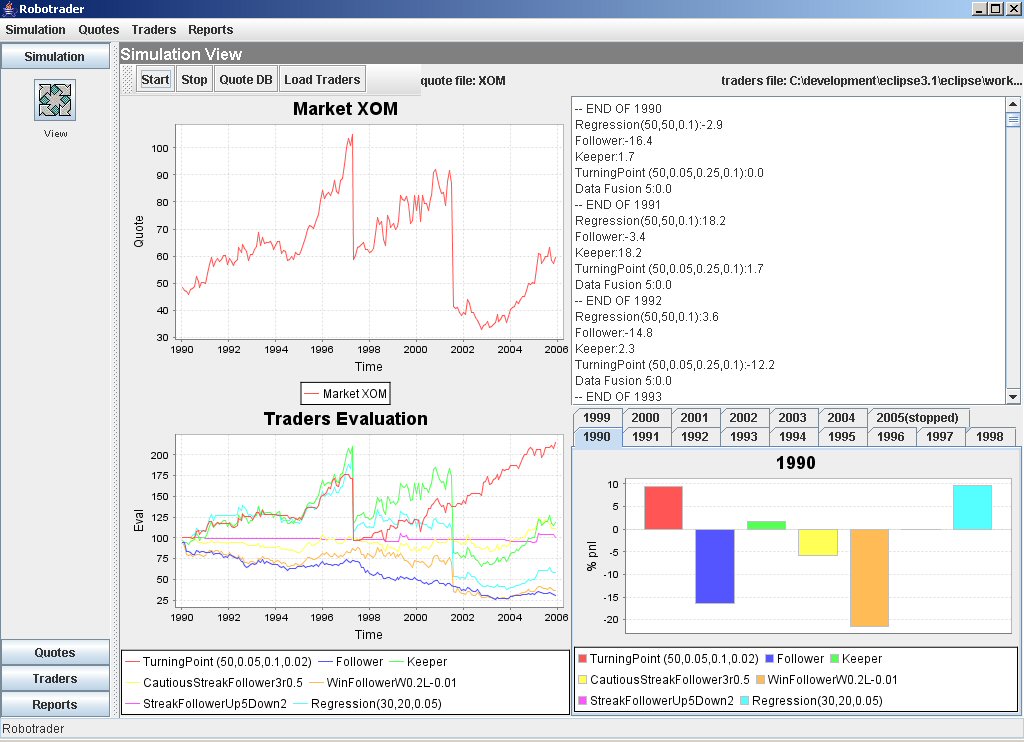 Robotrader
Simulation Quotes Traders Reports
Simulation
View
Quotes
Traders
Reports
Simulation View
Start Stop Quote DB Load Traders quote file: XOM traders file: C:\development\eclipse3.1\eclipse\work...
Market XOM
Quote
100
90
80
70
60
50
40
30
1990 1992 1994 1996 1998 2000 2002 2004 2006
Time
Market XOM
Traders Evaluation
Eval
200
175
150
125
100
75
50
25
1990 1992 1994 1996 1998 2000 2002 2004 2006
Time
TurningPoint (50,0.05,0.1,0.02) Follower Keeper
CautiousStreakFollower3r0.5 WinFollowerW0.2L-0.01
StreakFollowerUp5Down2 Regression(30,20,0.05)
-- END OF 1990
Regression(50,50,0.1):-2.9
Follower:-16.4
Keeper:1.7
TurningPoint (50,0.05,0.25,0.1):0.0
Data Fusion 5:0.0
-- END OF 1991
Regression(50,50,0.1):18.2
Follower:-3.4
Keeper:18.2
TurningPoint (50,0.05,0.25,0.1):1.7
Data Fusion 5:0.0
-- END OF 1992
Regression(50,50,0.1):3.6
Follower:-14.8
Keeper:2.3
TurningPoint (50,0.05,0.25,0.1):-12.2
Data Fusion 5:0.0
-- END OF 1993
1999 2000 2001 2002 2003 2004 2005(stopped)
1990 1991 1992 1993 1994 1995 1996 1997 1998
1990
% pnl
10
5
0
-5
-10
-15
-20
TurningPoint (50,0.05,0.1,0.02) Follower Keeper
CautiousStreakFollower3r0.5 WinFollowerW0.2L-0.01
StreakFollowerUp5Down2 Regression(30,20,0.05)
Robotrader